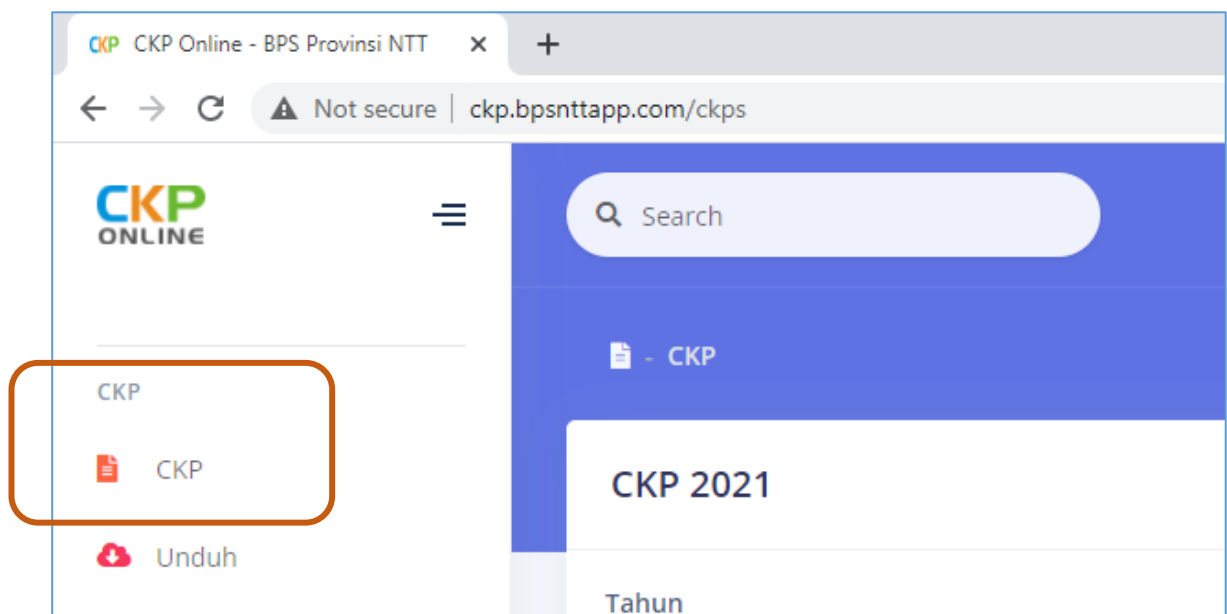 CKP CKP Online - BPS Provinsi NTT
Not secure | ckp.bpsnttapp.com/ckps
CKP
ONLINE
Search
- CKP
CKP
CKP
CKP 2021
Unduh
Tahun